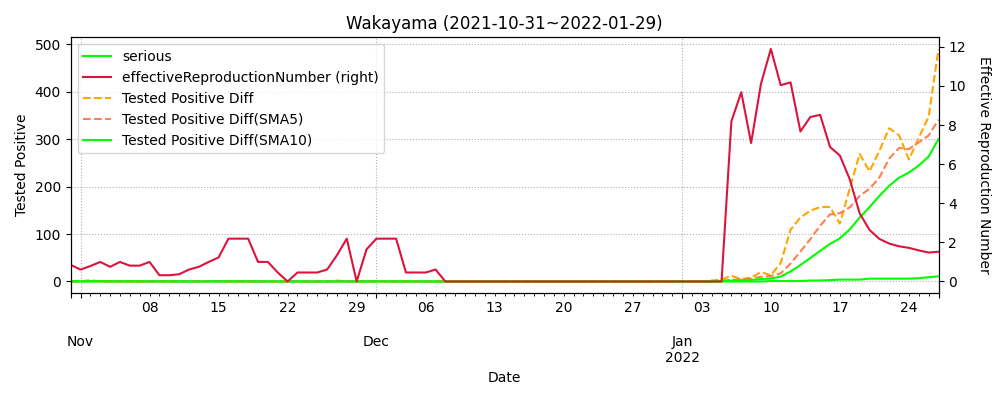 Wakayama (2021-10-31~2022-01-29)
serious
effectiveReproductionNumber (right)
Tested Positive Diff
Tested Positive Diff(SMA5)
Tested Positive Diff(SMA10)
Tested Positive
500
400
300
200
100
0
Effective Reproduction Number
12
10
8
6
4
2
0
08 15 22 29 06 13 20 27 03 10 17 24
Nov Dec Jan
2022
Date